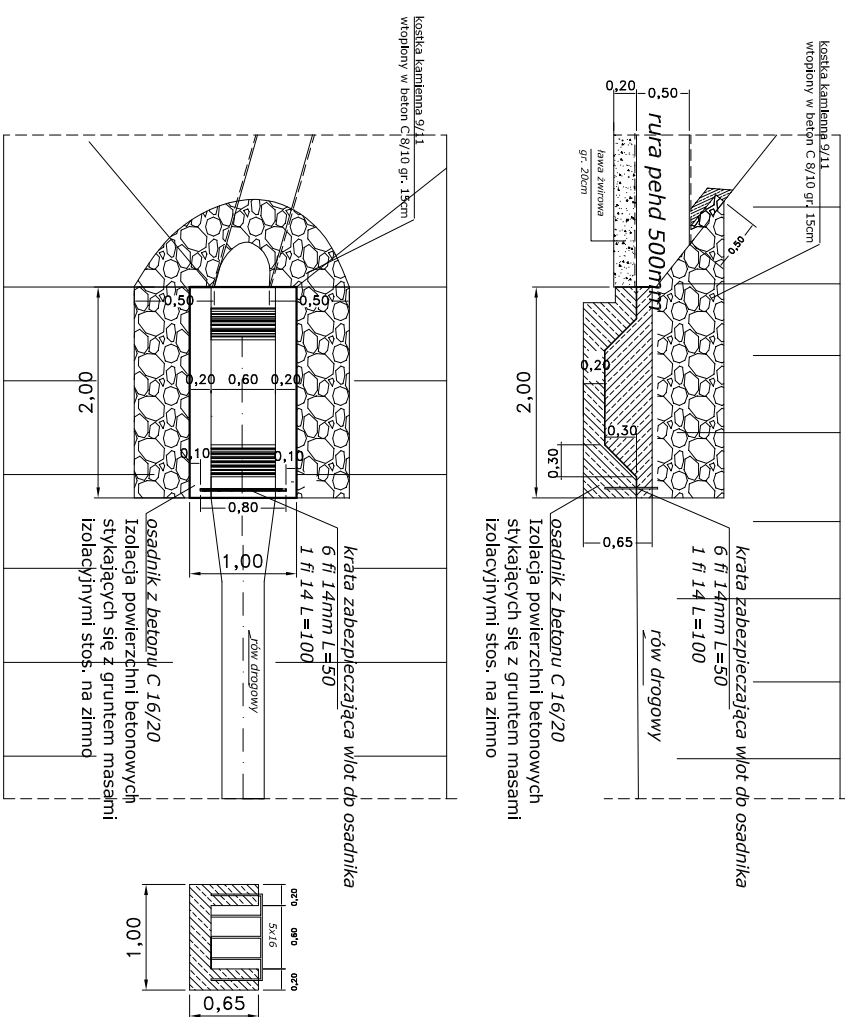 kostka kamienna 9/11
wtopiony w beton C 8/10 gr. 15cm
0,20
0,50
rura pehd 500mm
ława żwirowa
gr. 20cm
0,50
2,00
0,20
0,30
0,30
0,65
krata zabezpieczająca wlot do osadnika
6 fi 14mm L=50
1 fi 14 L=100
rów drogowy
osadnik z betonu C 16/20
Izolacja powierzchni betonowych
stykających się z gruntem masami
izolacyjnymi stos. na zimno
kostka kamienna 9/11
wtopiony w beton C 8/10 gr. 15cm
0,50
0,50
2,00
0,20
0,60
0,20
0,10
0,10
0,80
1,00
krata zabezpieczająca wlot do osadnika
6 fi 14mm L=50
1 fi 14 L=100
rów drogowy
osadnik z betonu C 16/20
Izolacja powierzchni betonowych
stykających się z gruntem masami
izolacyjnymi stos. na zimno
0,20
0,60
0,20
5x16
1,00
0,65